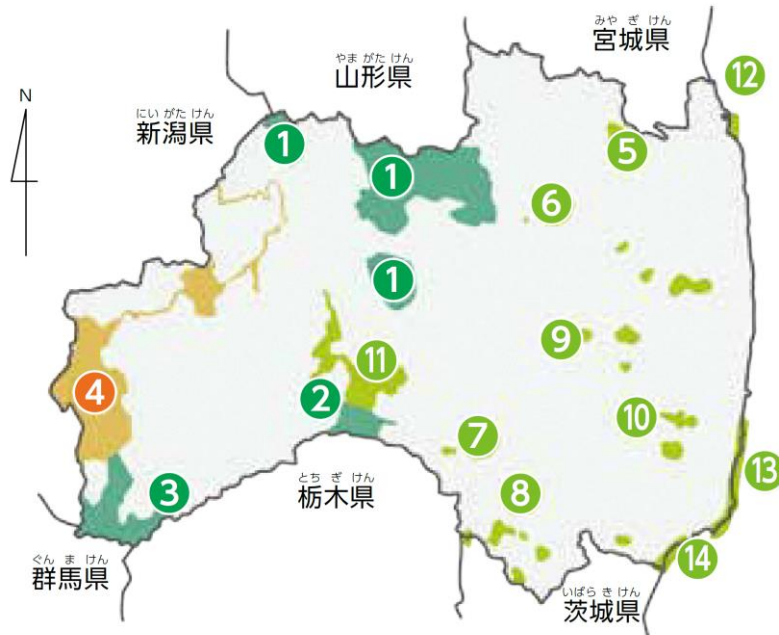 みやぎけん
宮城県
やまがたけん
山形県
にいがたけん
新潟県
N
12
1
1
5
6
1
9
11
4
2
10
7
3
8
13
14
とちぎけん
栃木県
ぐんまけん
群馬県
いばらきけん
茨城県